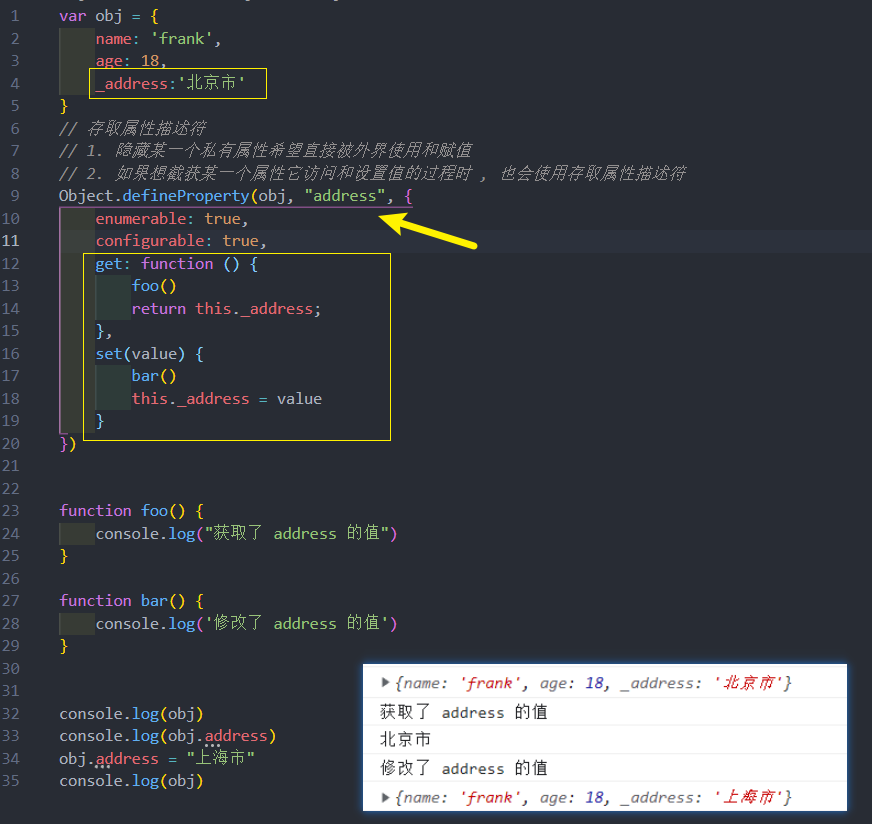 1 var obj = {
2 name: 'frank',
3 age: 18,
4 _address:'北京市'
5 }
6 // 存取属性描述符
7 // 1. 隐藏某一个私有属性希望直接被外界使用和赋值
8 // 2. 如果想截获某一个属性它访问和设置值的过程时 , 也会使用存取属性描述符
9 Object.defineProperty(obj, "address", {
10 enumerable: true,
11 configurable: true,
12 get: function () {
13 foo()
14 return this._address;
15 },
16 set(value) {
17 bar()
18 this._address = value
19 }
20 })
21
22
23 function foo() {
24 console.log("获取了 address 的值")
25 }
26
27 function bar() {
28 console.log('修改了 address 的值')
29 }
30
31
32 console.log(obj)
33 console.log(obj.address)
34 obj.address = "上海市"
35 console.log(obj)
{name: 'frank', age: 18, _address: '北京市'}
获取了 address 的值
北京市
修改了 address 的值
{name: 'frank', age: 18, _address: '上海市'}